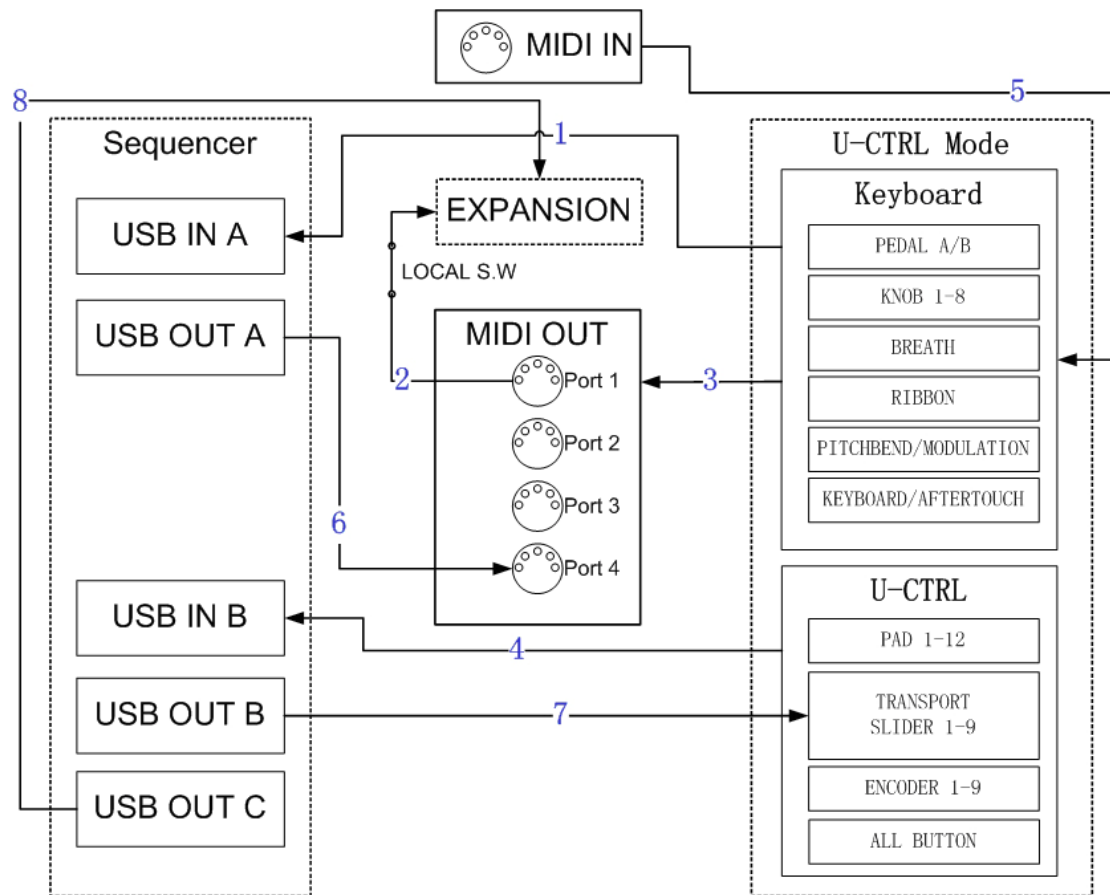 MIDI IN
8
5
1
Sequencer
USB IN A
USB OUT A
USB IN B
USB OUT B
USB OUT C
EXPANSION
LOCAL S.W
MIDI OUT
Port 1
Port 2
Port 3
Port 4
2
3
6
4
7
U-CTRL Mode
Keyboard
PEDAL A/B
KNOB 1-8
BREATH
RIBBON
PITCHBEND/MODULATION
KEYBOARD/AFTERTOUCH
U-CTRL
PAD 1-12
TRANSPORT
SLIDER 1-9
ENCODER 1-9
ALL BUTTON